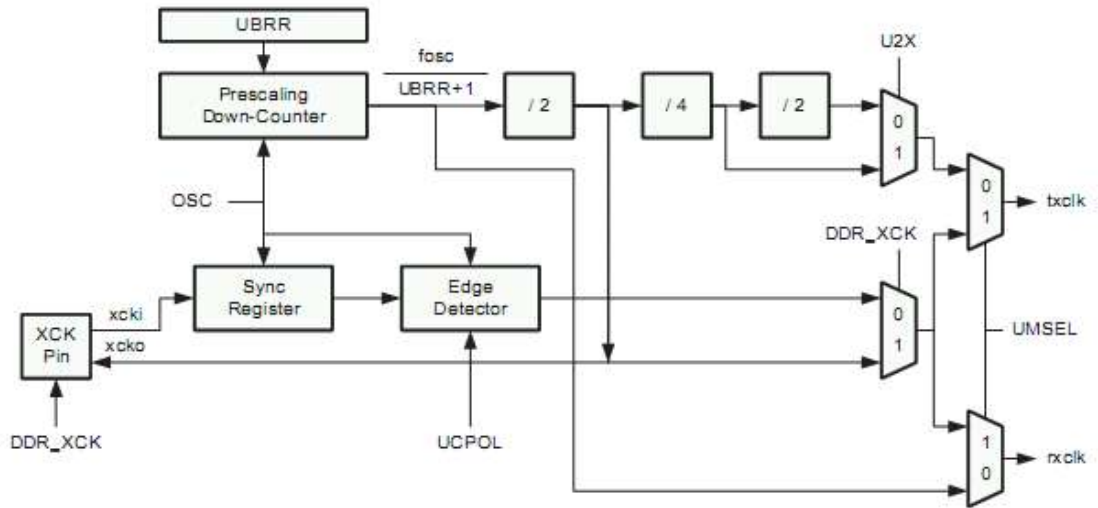 UBRR
U2X
fosc
UBRR+1
Prescaling
Down-Counter
/ 2
/ 4
/ 2
0
1
0
1
txclk
OSC
DDR_XCK
Sync
Register
Edge
Detector
0
1
UMSEL
xcki
XCK
Pin
xcko
DDR_XCK
UCPOL
1
0
rxclk